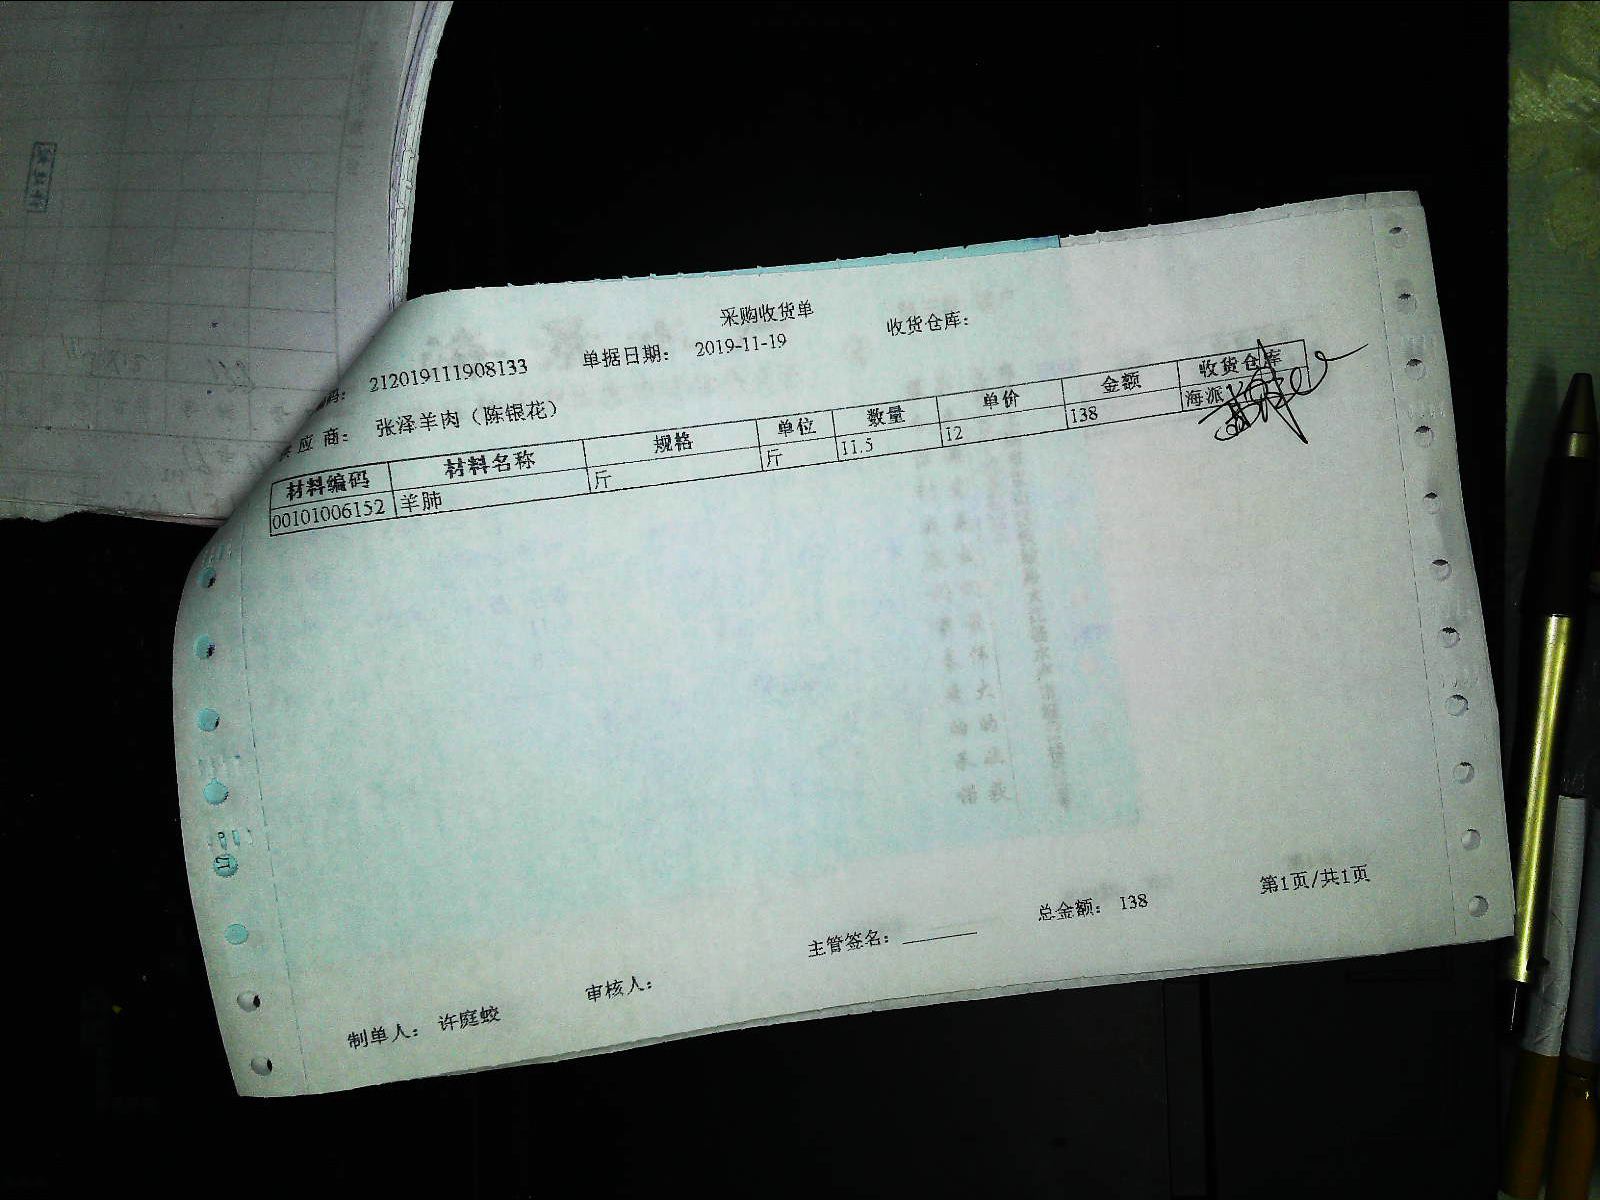 采购收货单
码: 212019111908133 单据日期: 2019-11-19 收货仓库:
应 商: 张泽羊肉（陈银花）
材料编码 材料名称 规格 单位 数量 单价 金额 收货仓库
00101006152 羊肺 斤 斤 11.5 12 138 海派
主管签名: 总金额: 138 第1页/共1页
制单人: 许庭蛟 审核人: